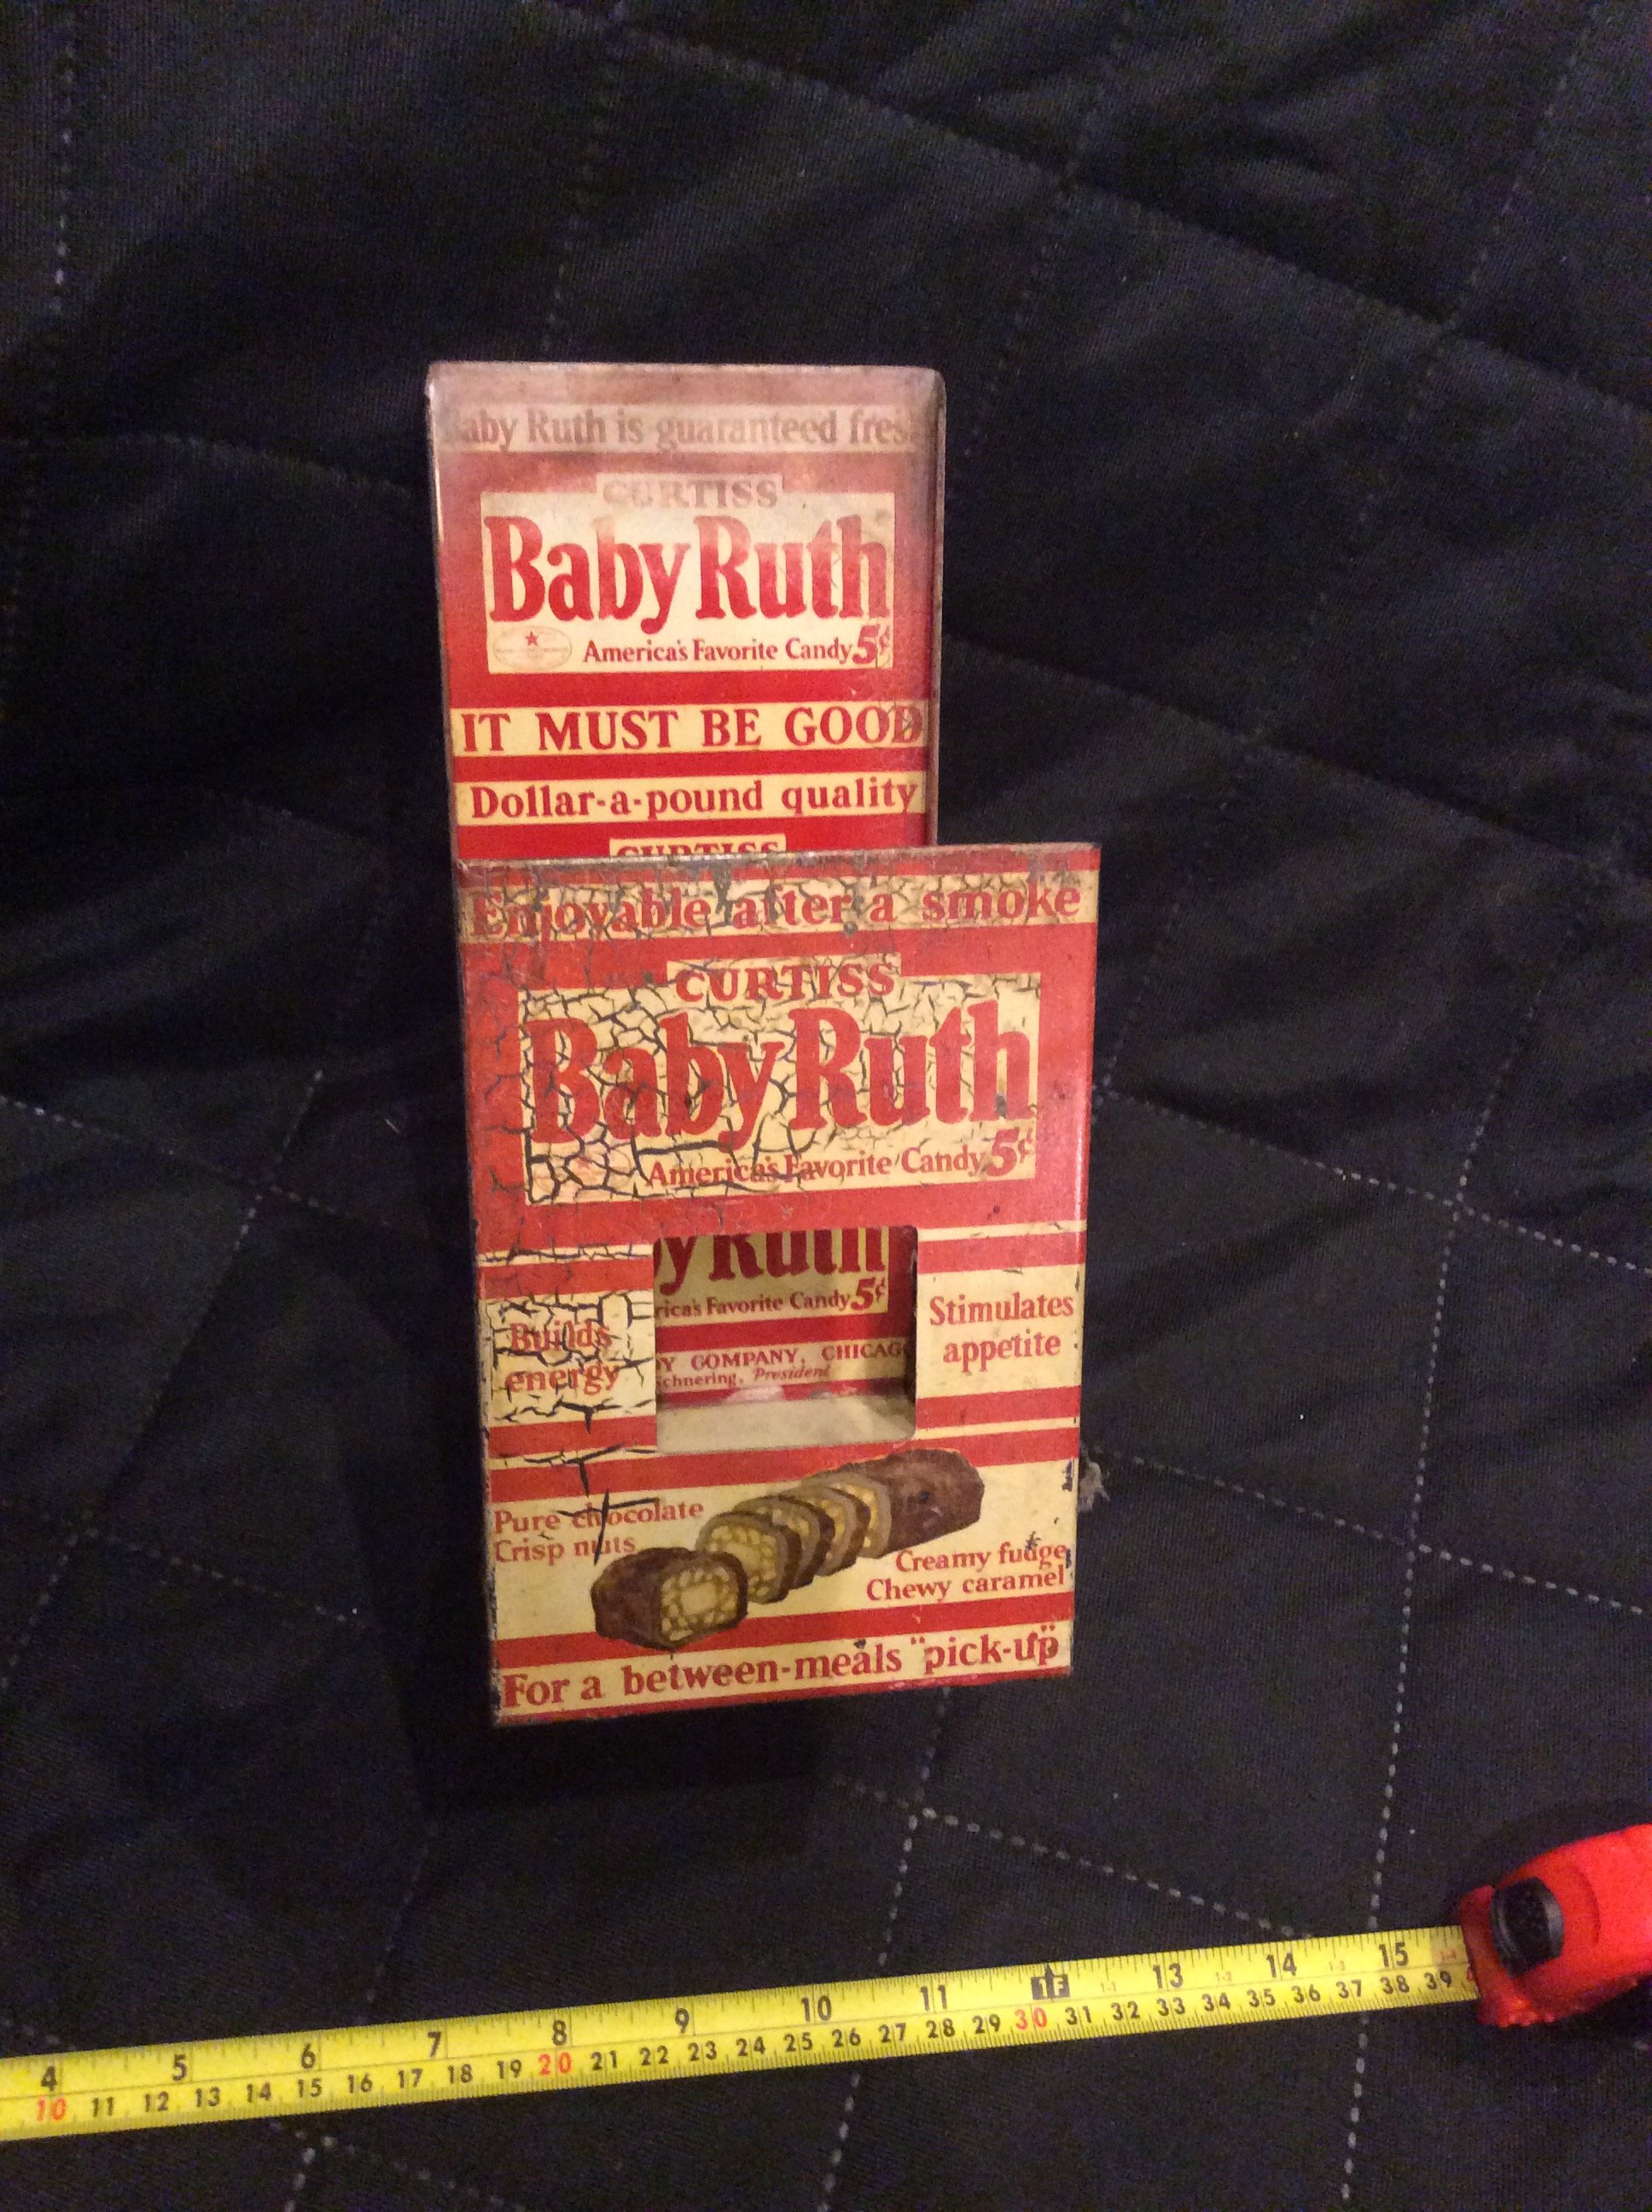 Baby Ruth is guaranteed fres
CURTISS
Baby Ruth
America's Favorite Candy 5¢
IT MUST BE GOOD
Dollar-a-pound quality
CURTISS
Enjoyable after a smoke
CURTISS
Baby Ruth
America's Favorite Candy 5¢
y Ruth
rica's Favorite Candy 5¢
Y COMPANY, CHICAG
chnering, President
Builds
energy
Stimulates
appetite
Pure chocolate
Crisp nuts
Creamy fudge
Chewy caramel
For a between-meals "pick-up"
4 5 6 7 8 9 10 11 1F 13 14 15
10 11 12 13 14 15 16 17 18 19 20 21 22 23 24 25 26 27 28 29 30 31 32 33 34 35 36 37 38 39